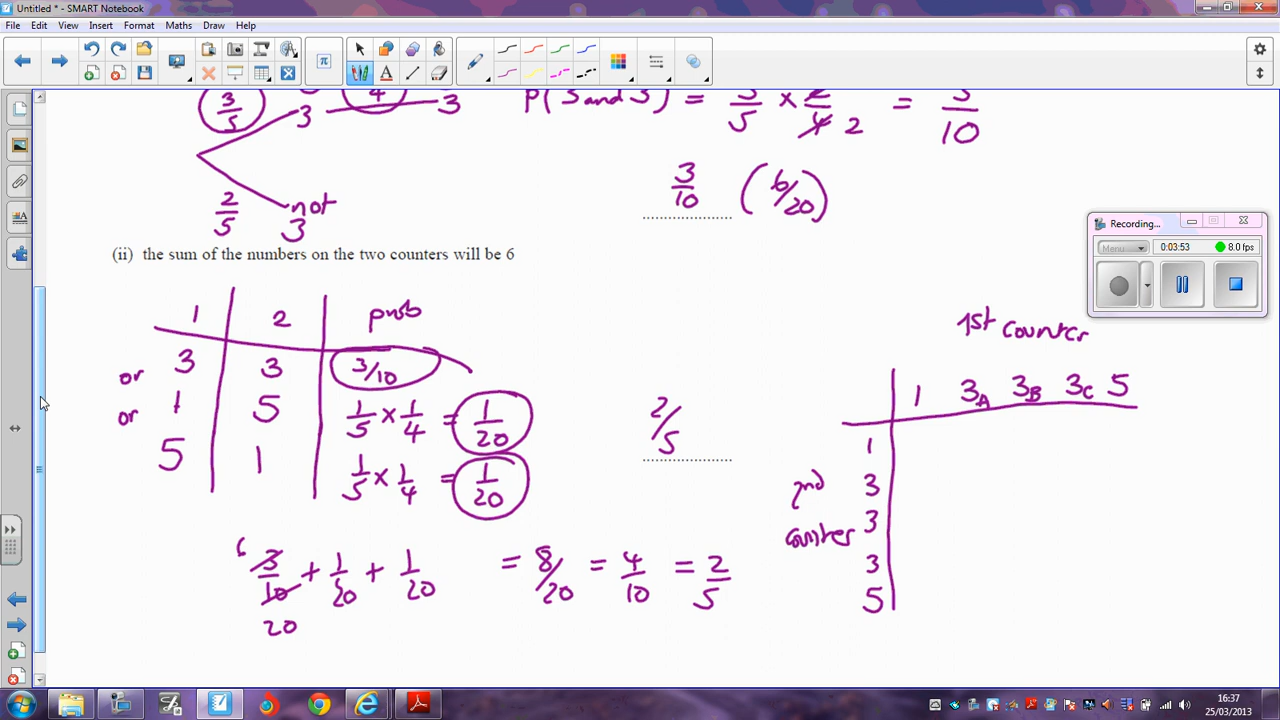 Untitled * - SMART Notebook
File Edit View Insert Format Maths Draw Help
3/5 3 4 3 P(3 and 3) = 3/5 × 2/4 2 = 3/10
3/10 (6/20)
2/5 not 3
(ii) the sum of the numbers on the two counters will be 6
1 2 prob
3 3 3/10
or 1 5 1/5 × 1/4 = 1/20
or 5 1 1/5 × 1/4 = 1/20
2/5
6 3/10 20 + 1/20 + 1/20 = 8/20 = 4/10 = 2/5
Recording...
Menu 0:03:53 8.0 fps
1st counter
1 3A 3B 3C 5
2nd counter
1
3
3
3
5
16:37
25/03/2013